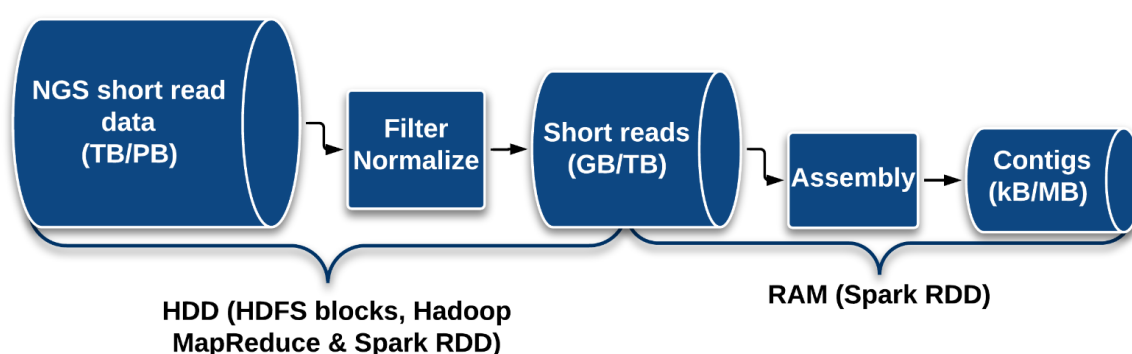 NGS short read
data
(TB/PB)
Filter
Normalize
Short reads
(GB/TB)
Assembly
Contigs
(kB/MB)
HDD (HDFS blocks, Hadoop
MapReduce & Spark RDD)
RAM (Spark RDD)